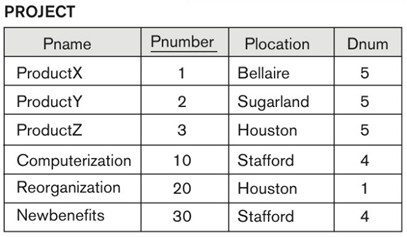 PROJECT
Pname Pnumber Plocation Dnum
ProductX 1 Bellaire 5
ProductY 2 Sugarland 5
ProductZ 3 Houston 5
Computerization 10 Stafford 4
Reorganization 20 Houston 1
Newbenefits 30 Stafford 4